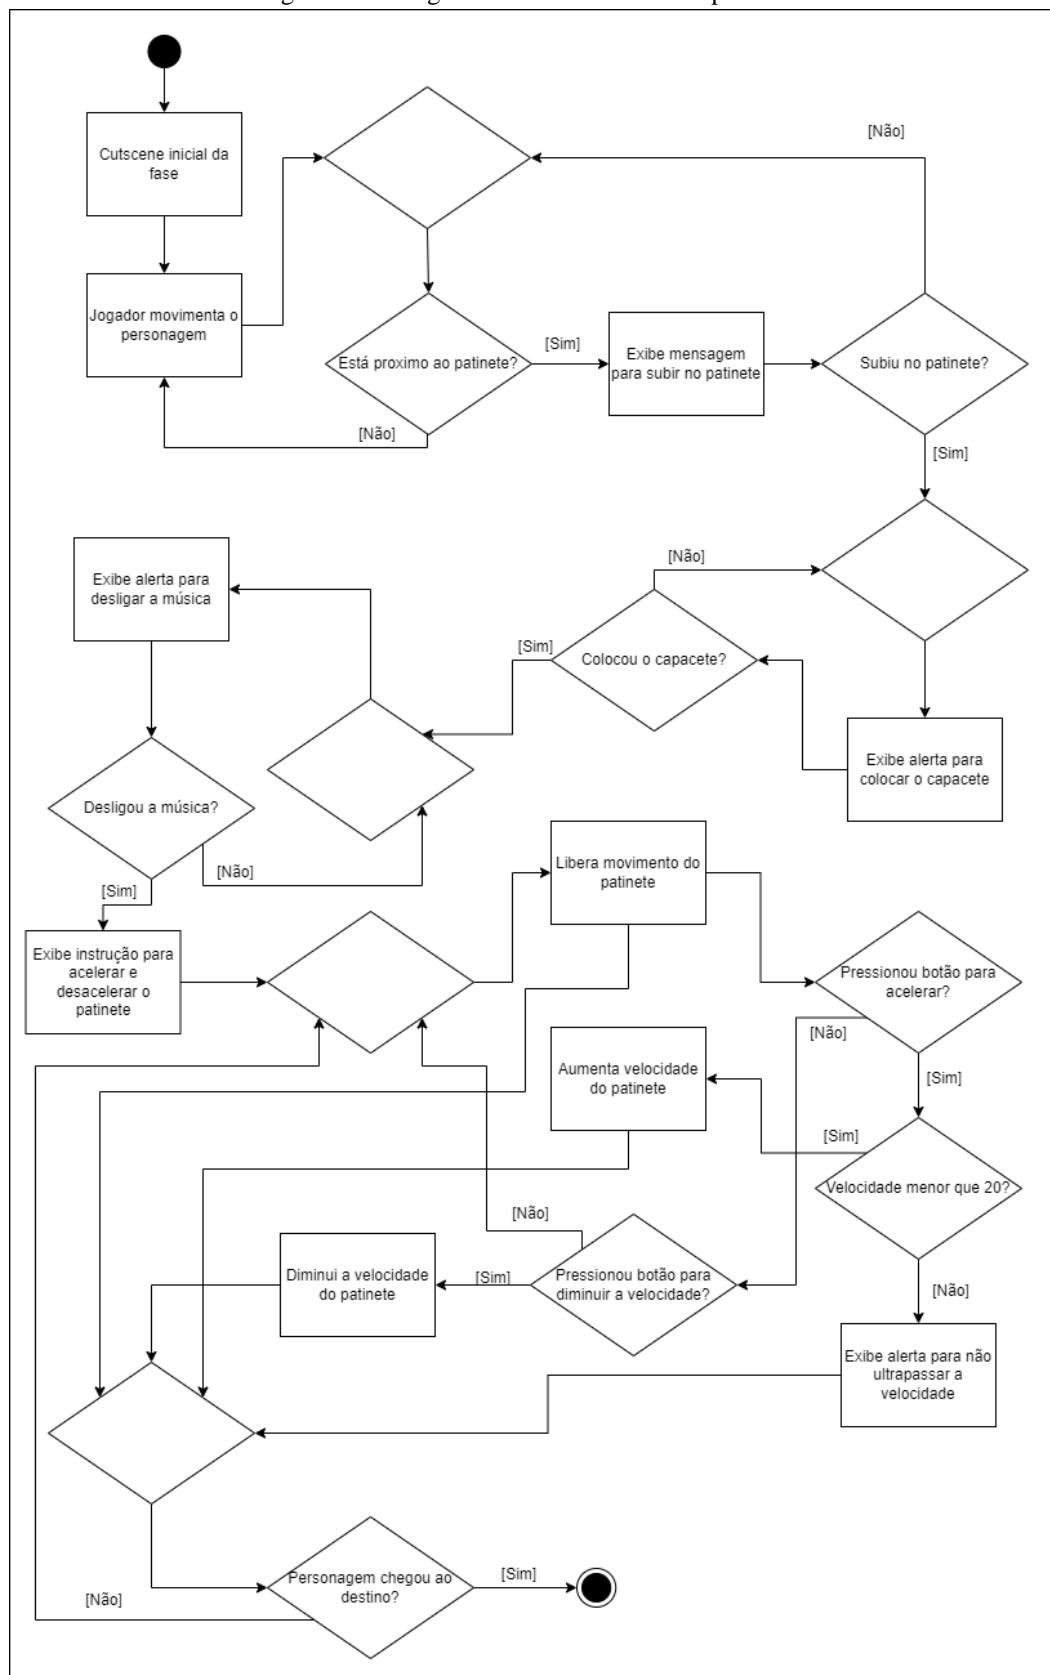 [Não]
Cutscene inicial da
fase
Jogador movimenta o
personagem
Está proximo ao patinete?
[Sim]
Exibe mensagem
para subir no patinete
Subiu no patinete?
[Não]
[Sim]
Exibe alerta para
desligar a música
[Não]
[Sim]
Colocou o capacete?
Exibe alerta para
colocar o capacete
Desligou a música?
[Não]
[Sim]
Libera movimento do
patinete
Exibe instrução para
acelerar e
desacelerar o
patinete
Pressionou botão para
acelerar?
[Não]
[Sim]
Aumenta velocidade
do patinete
[Sim]
Velocidade menor que 20?
[Não]
Diminui a velocidade
do patinete
[Sim]
Pressionou botão para
diminuir a velocidade?
[Não]
Exibe alerta para não
ultrapassar a
velocidade
Personagem chegou ao
destino?
[Sim]
[Não]